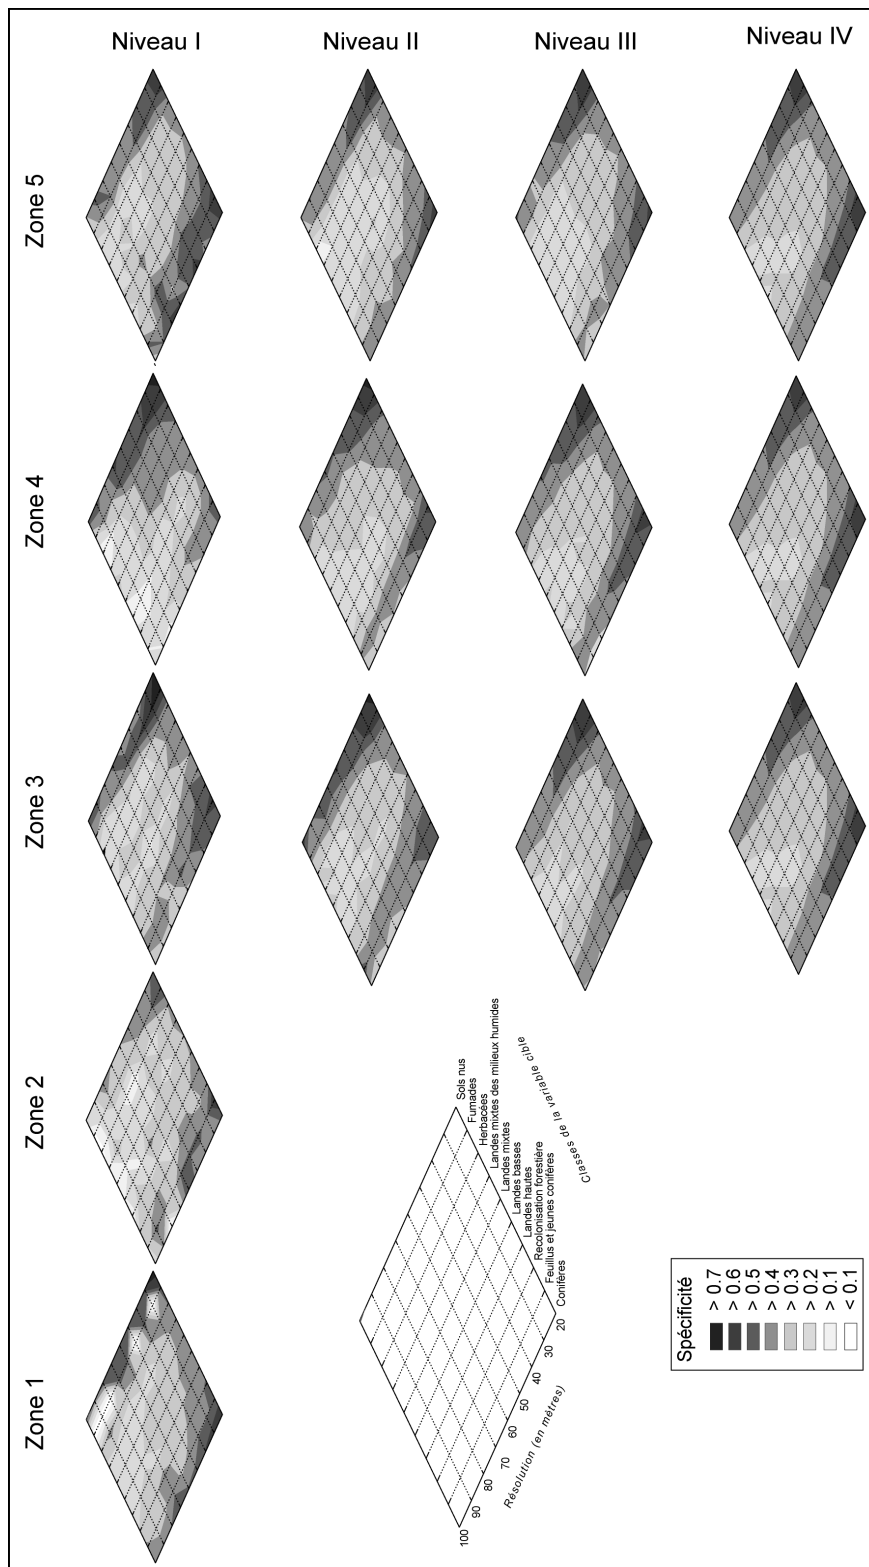 Niveau I
Niveau II
Niveau III
Niveau IV
Zone 5
Zone 4
Zone 3
Zone 2
Zone 1
Sols nus
Fumades
Herbacées
Landes mixtes des milieux humides
Landes mixtes
Landes basses
Landes hautes
Recolonisation forestière
Feuillus et jeunes conifères
Conifères
Classes de la variable cible
20
30
40
50
60
70
80
90
100
Résolution (en mètres)
Spécificité
> 0.7
> 0.6
> 0.5
> 0.4
> 0.3
> 0.2
> 0.1
< 0.1